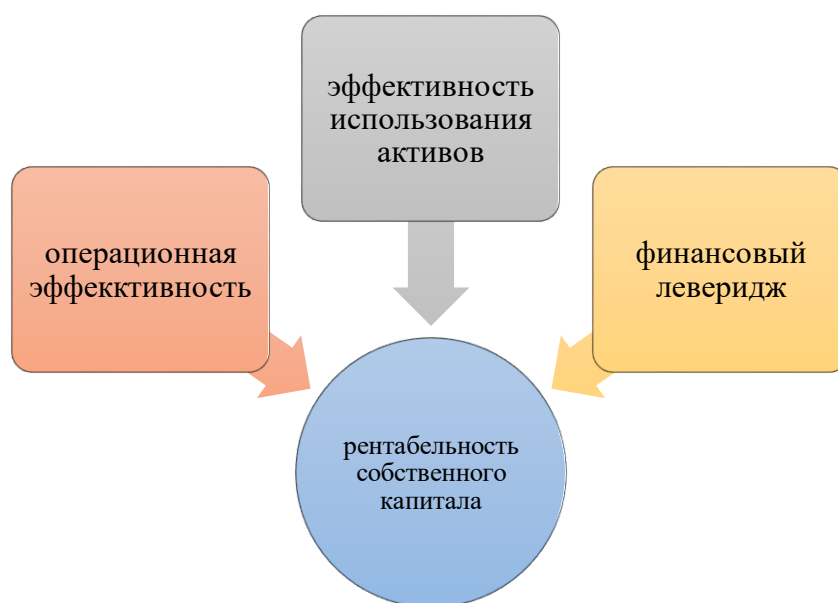 эффективность
использования
активов
операционная
эффекктивность
финансовый
леверидж
рентабельность
собственного
капитала